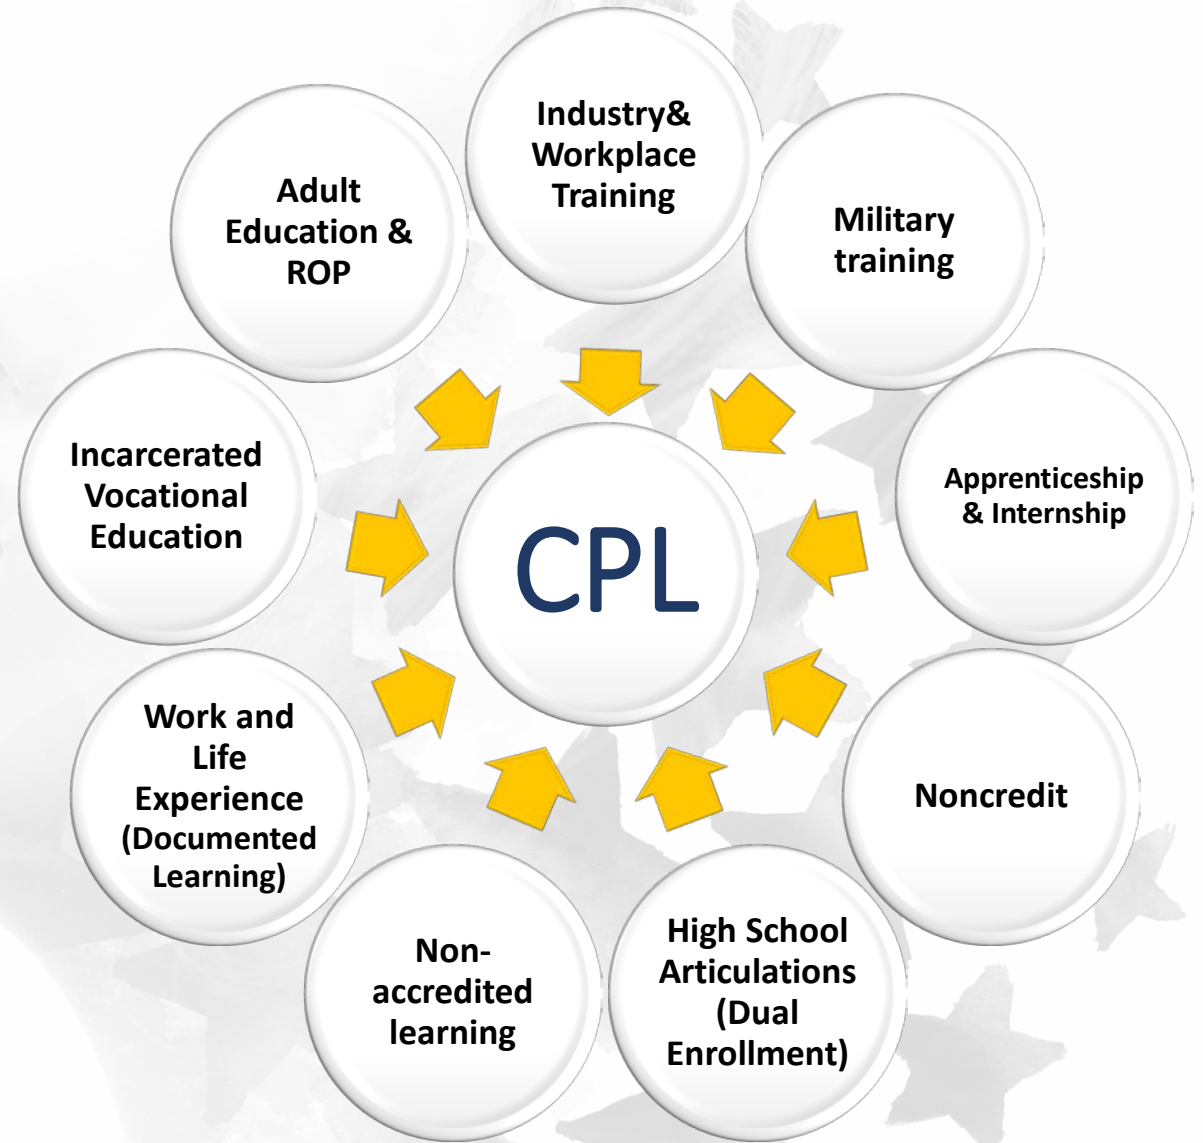 Industry&
Workplace
Training
Military
training
Apprenticeship
& Internship
Noncredit
High School
Articulations
(Dual
Enrollment)
Non-
accredited
learning
Work and
Life
Experience
(Documented
Learning)
Incarcerated
Vocational
Education
Adult
Education &
ROP
CPL